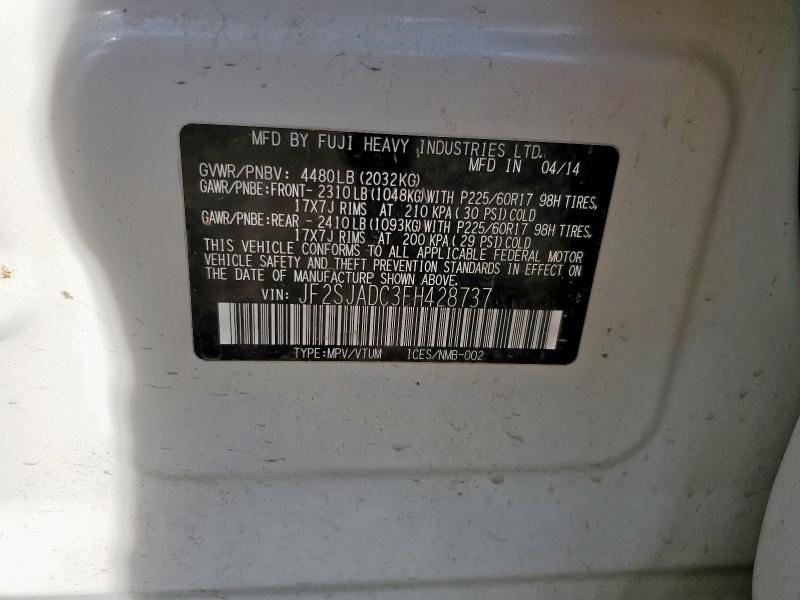 MFD BY FUJI HEAVY INDUSTRIES LTD.
MFD IN 04/14
GVWR/PNBV: 4480LB (2032KG)
GAWR/PNBE:FRONT- 2310LB (1048KG) WITH P225/60R17 98H TIRES,
17X7J RIMS AT 210 KPA (30 PSI) COLD
GAWR/PNBE:REAR - 2410LB (1093KG) WITH P225/60R17 98H TIRES,
17X7J RIMS AT 200 KPA (29 PSI) COLD
THIS VEHICLE CONFORMS TO ALL APPLICABLE FEDERAL MOTOR
VEHICLE SAFETY AND THEFT PREVENTION STANDARDS IN EFFECT ON
THE DATE OF MANUFACTURE SHOWN ABOVE.
VIN: JF2SJADC3FH428737
TYPE:MPV/VTUM ICES/NMB-002